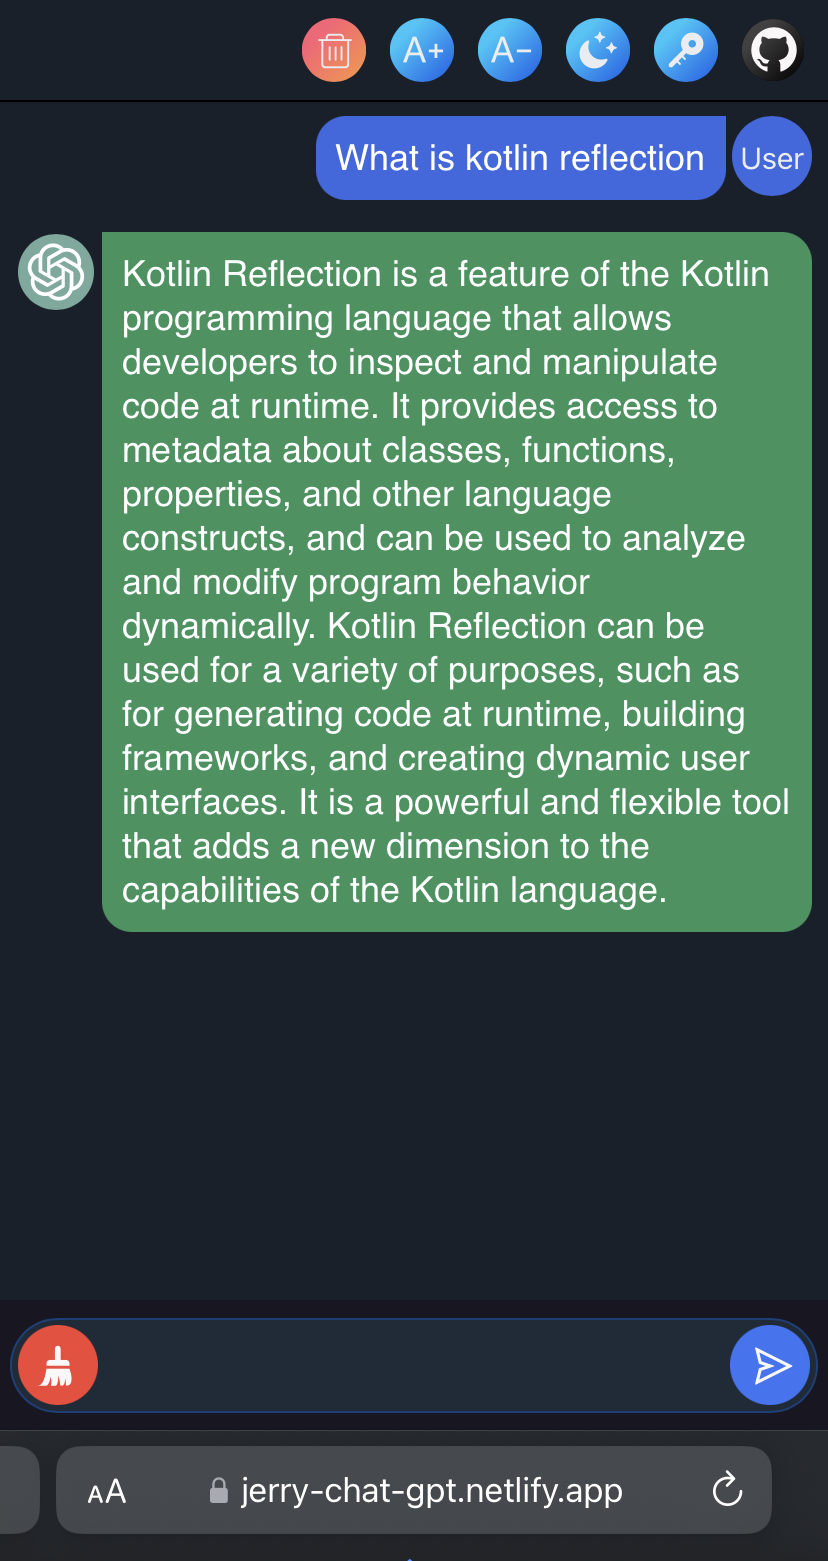 A+ A−
What is kotlin reflection
User
Kotlin Reflection is a feature of the Kotlin
programming language that allows
developers to inspect and manipulate
code at runtime. It provides access to
metadata about classes, functions,
properties, and other language
constructs, and can be used to analyze
and modify program behavior
dynamically. Kotlin Reflection can be
used for a variety of purposes, such as
for generating code at runtime, building
frameworks, and creating dynamic user
interfaces. It is a powerful and flexible tool
that adds a new dimension to the
capabilities of the Kotlin language.
AA jerry-chat-gpt.netlify.app